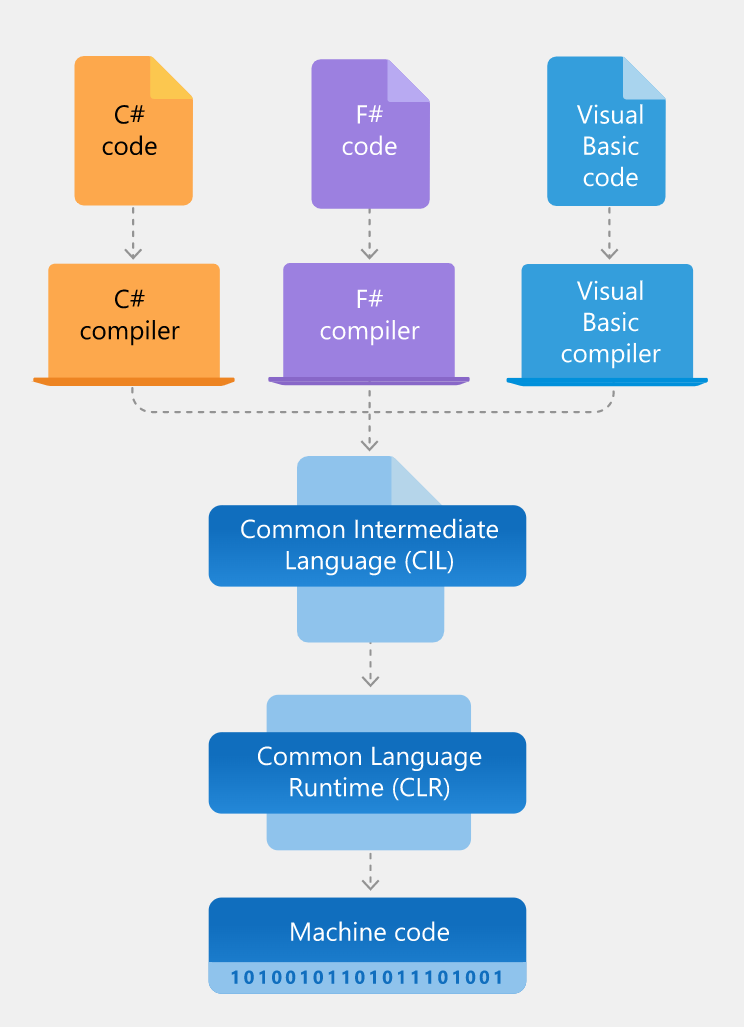 C#
code
F#
code
Visual
Basic
code
C#
compiler
F#
compiler
Visual
Basic
compiler
Common Intermediate
Language (CIL)
Common Language
Runtime (CLR)
Machine code
101001011010111101001